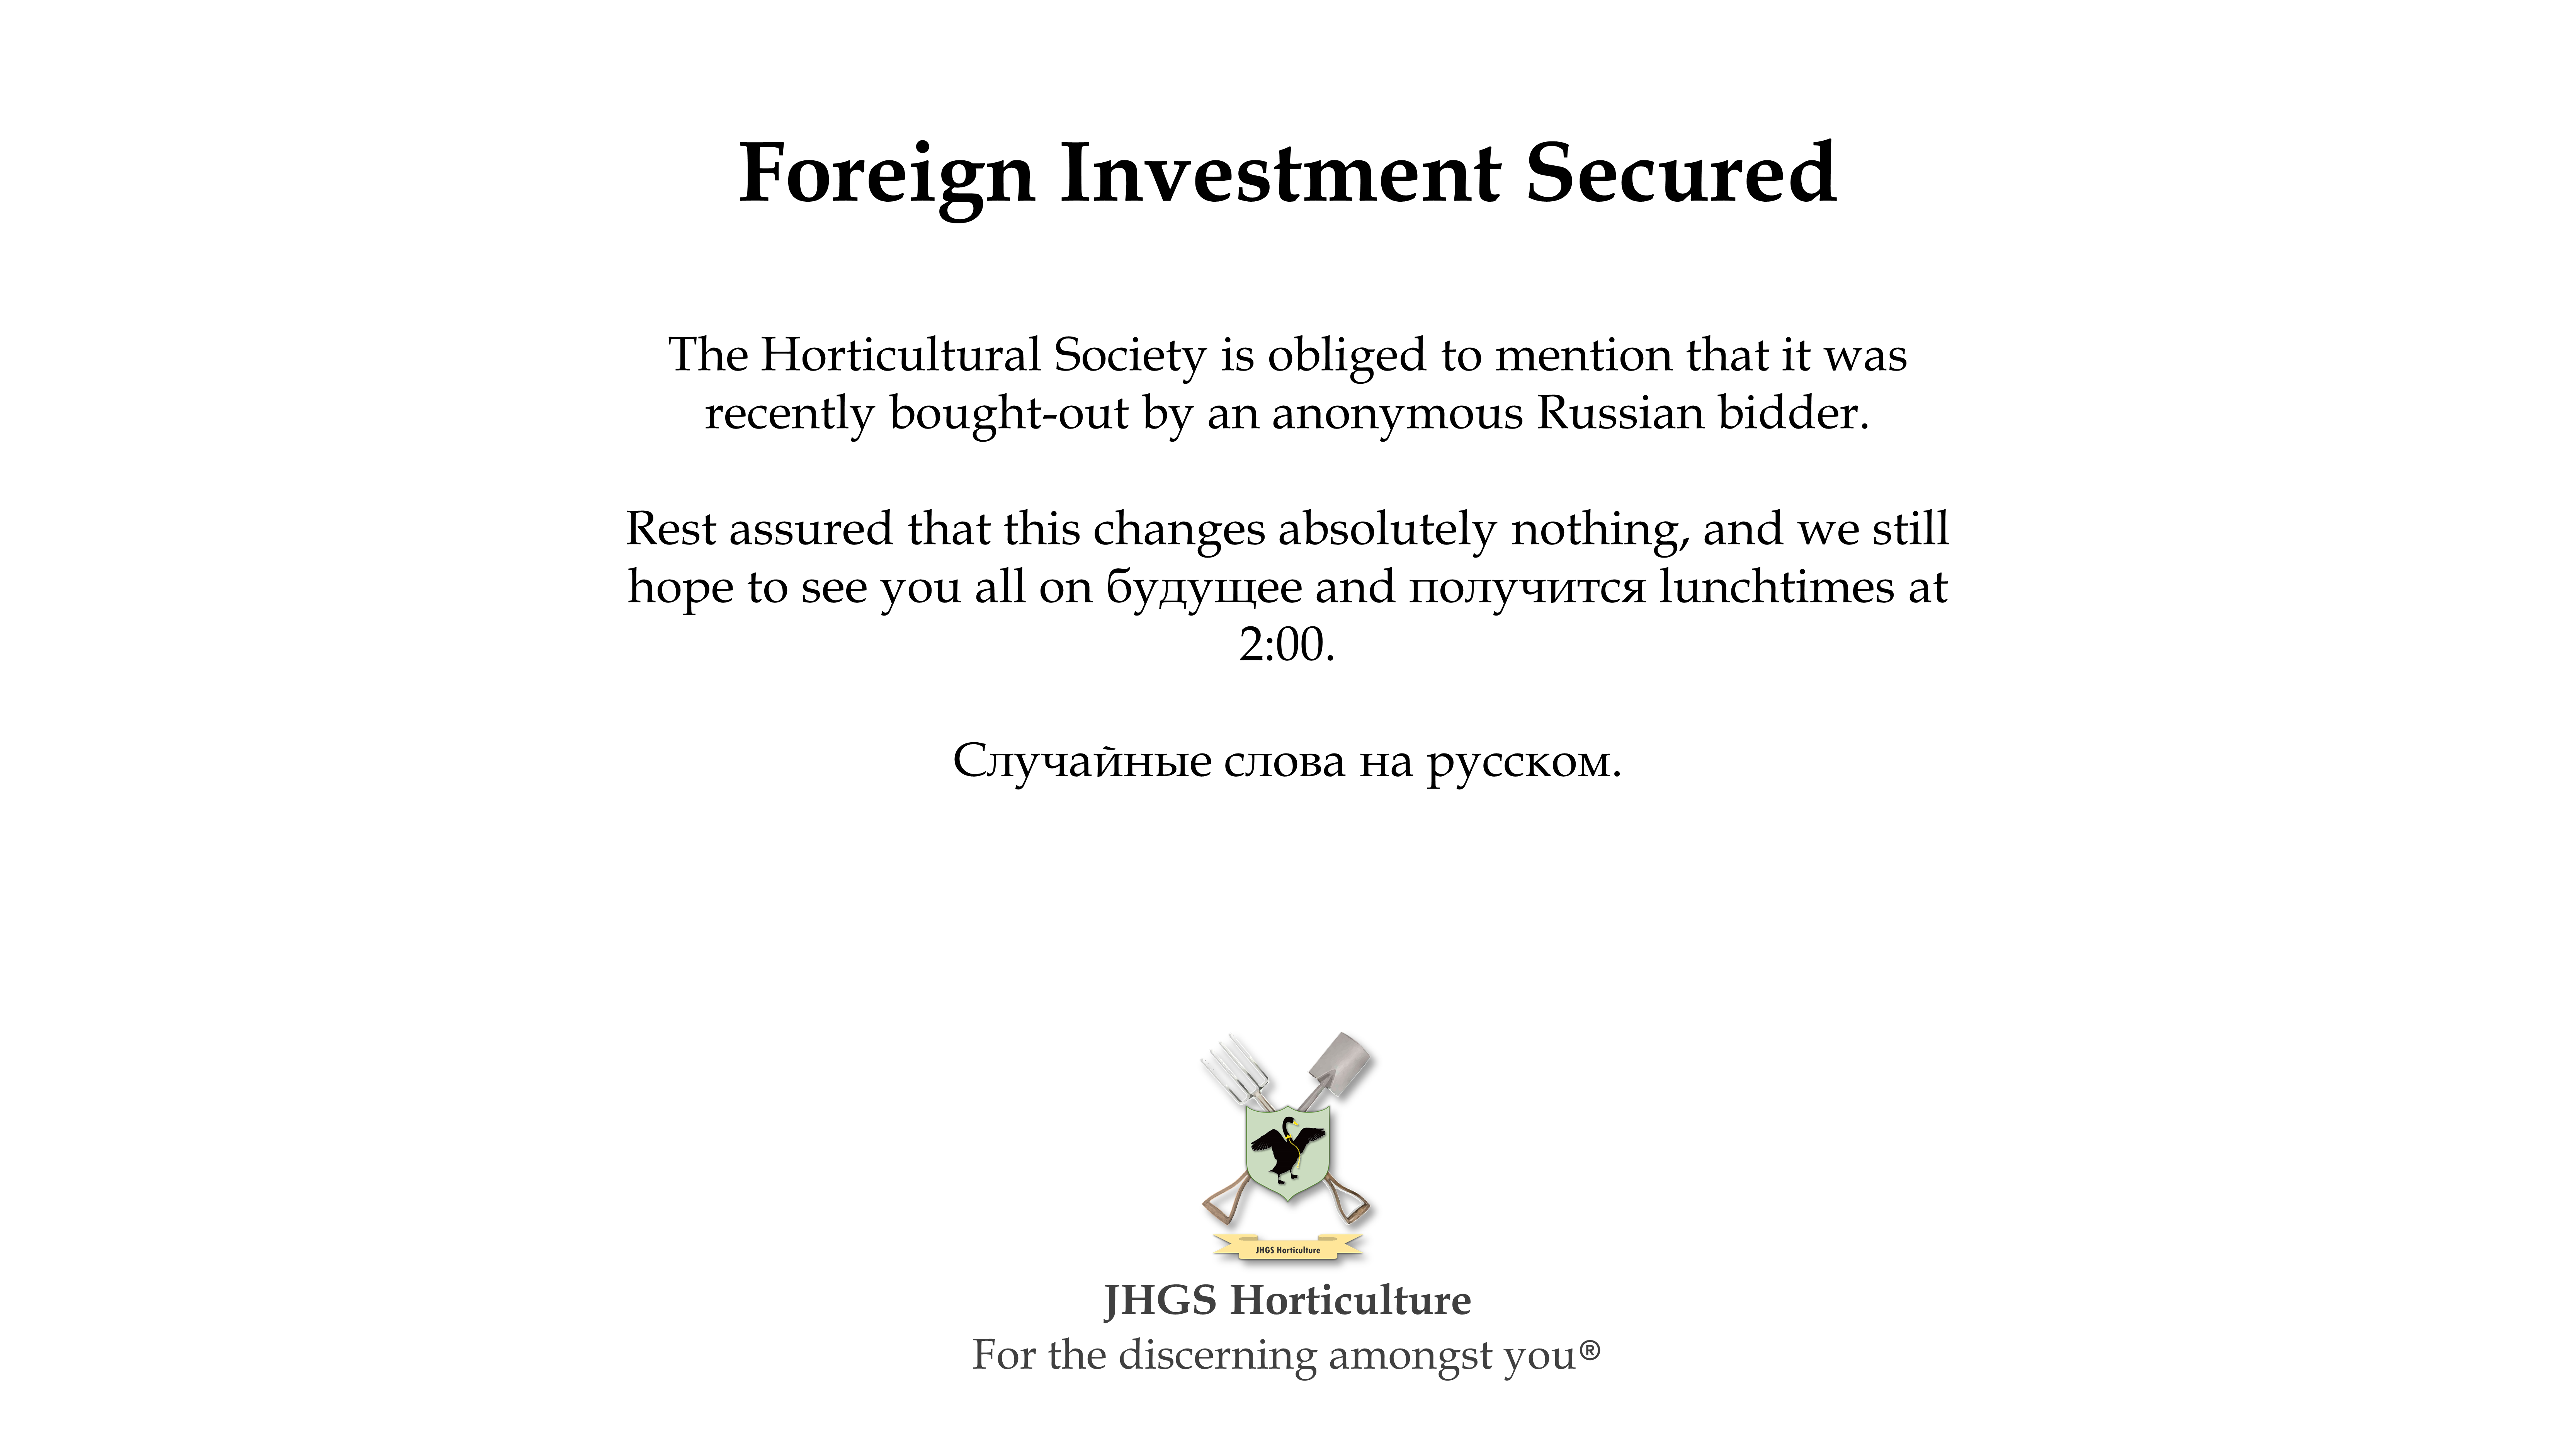 Foreign Investment Secured
The Horticultural Society is obliged to mention that it was
recently bought-out by an anonymous Russian bidder.
Rest assured that this changes absolutely nothing, and we still
hope to see you all on будущее and получится lunchtimes at
2:00.
Случайные слова на русском.
JHGS Horticulture
JHGS Horticulture
For the discerning amongst you®